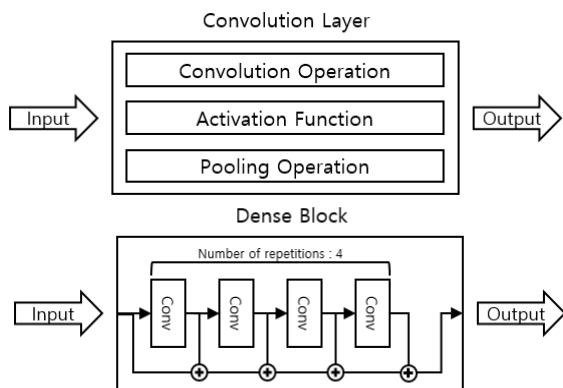 Convolution Layer
Convolution Operation
Input
Activation Function
Output
Pooling Operation
Dense Block
Number of repetitions : 4
Input
Conv
Conv
Conv
Conv
Output